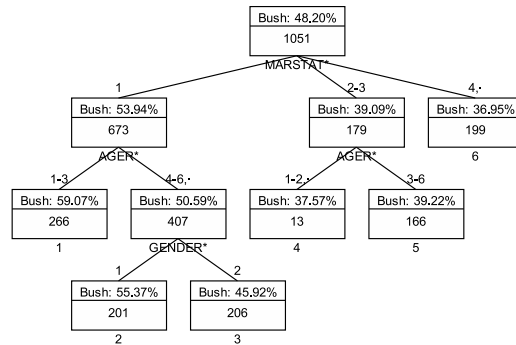 Bush: 48.20%
1051
MARSTAT*
1 2-3 4,·
Bush: 53.94% Bush: 39.09% Bush: 36.95%
673 179 199
AGER* AGER* 6
1-3 4-6,· 1-2,· 3-6
Bush: 59.07% Bush: 50.59% Bush: 37.57% Bush: 39.22%
266 407 13 166
1 GENDER* 4 5
1 2
Bush: 55.37% Bush: 45.92%
201 206
2 3